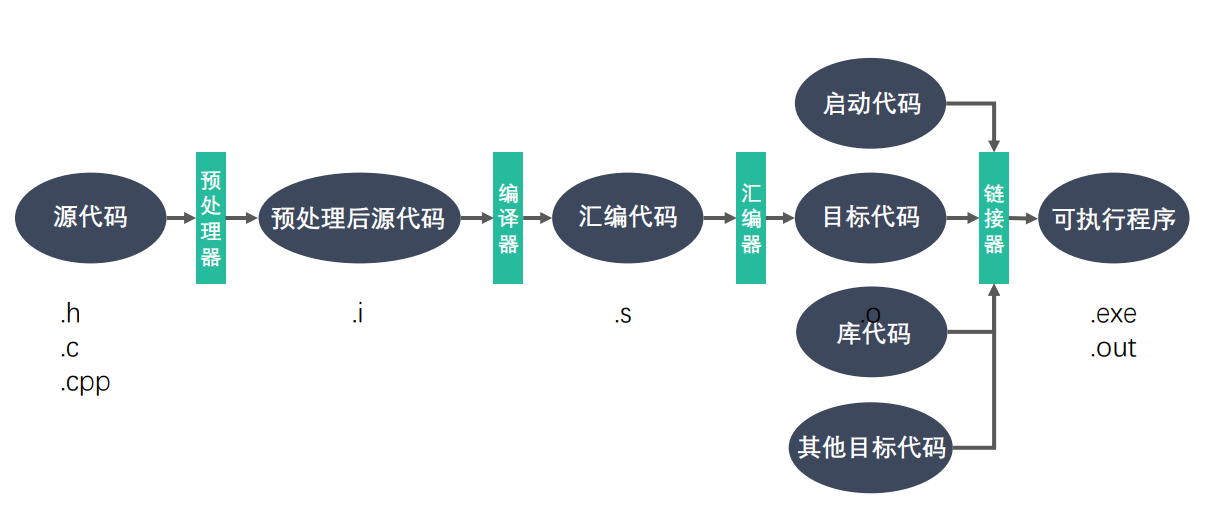 启动代码
源代码
预处理器
预处理后源代码
编译器
汇编代码
汇编器
目标代码
链接器
可执行程序
.h
.c
.cpp
.i
.s
.o
库代码
.exe
.out
其他目标代码